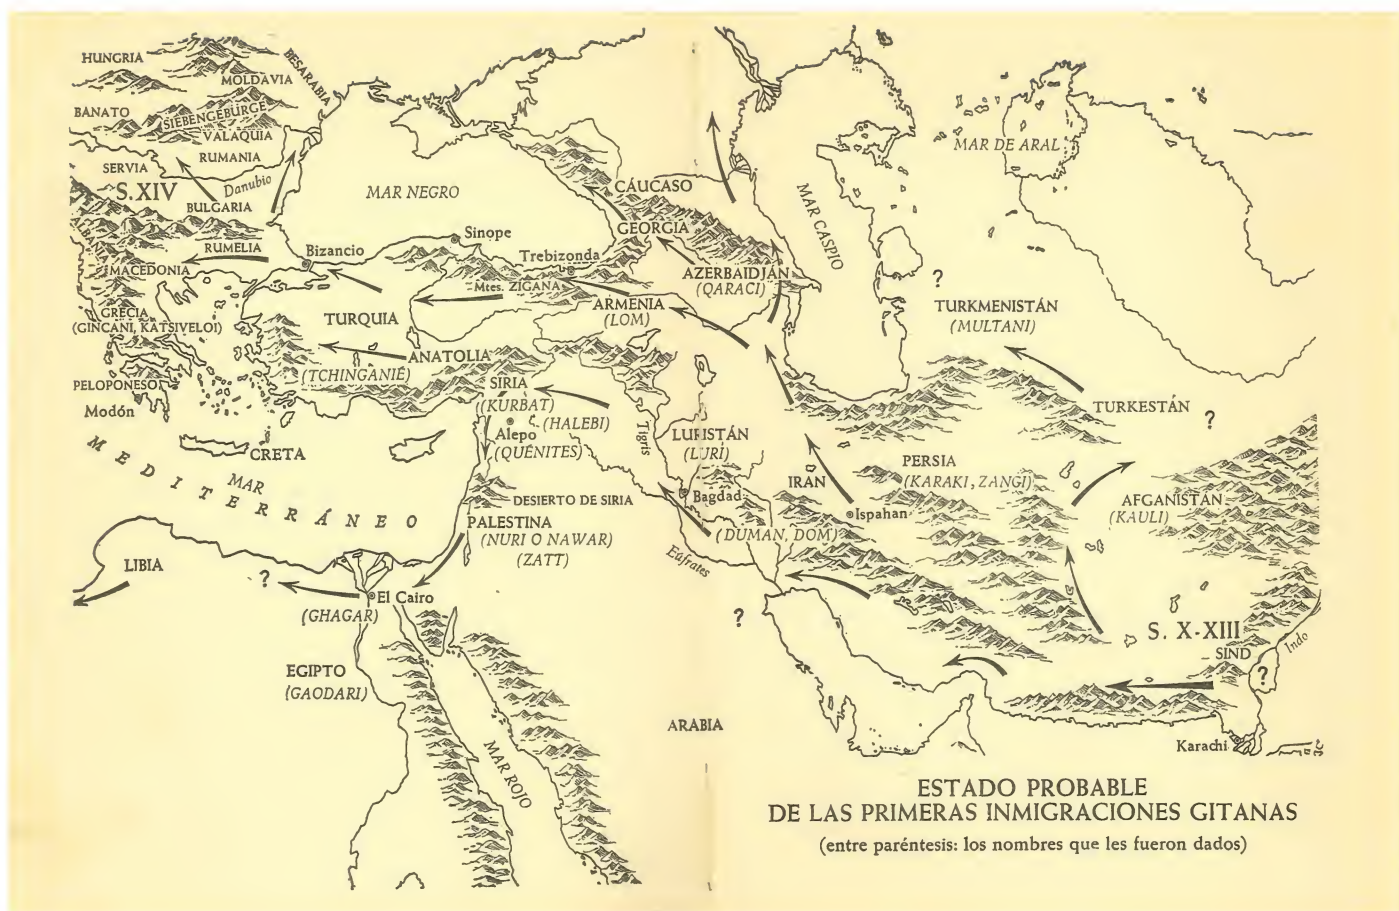 HUNGRIA
BESARABIA
MOLDAVIA
BANATO
SIEBENGEBÜRGE
VALAQUIA
SERVIA
RUMANIA
S. XIV
Danubio
BULGARIA
RUMELIA
ALBANIA
MACEDONIA
Bizancio
GRECIA
(GINCANI, KATSIVELOI)
PELOPONESO
Modón
MAR NEGRO
Sinope
Trebizonda
Mtes. ZIGANA
TURQUIA
ANATOLIA
(TCHINGANIÉ)
CÁUCASO
GEORGIA
AZERBAIDJÁN
(QARACI)
ARMENIA
(LOM)
MAR CASPIO
MAR DE ARAL
?
TURKMENISTÁN
(MULTANI)
TURKESTÁN
?
SIRIA
(KURBAT)
(HALEBI)
Alepo
(QUÉNITES)
Tigris
LURISTÁN
(LURI)
IRÁN
PERSIA
(KARAKI, ZANGI)
AFGANISTÁN
(KAULI)
Bagdad
Ispahan
(DUMAN, DOM)
Eúfrates
CRETA
MAR
MEDITERRÁNEO
DESIERTO DE SIRIA
PALESTINA
(NURI O NAWAR)
(ZATT)
LIBIA
?
El Cairo
(GHAGAR)
EGIPTO
(GAODARI)
MAR ROJO
?
ARABIA
S. X-XIII
SIND
Indo
?
Karachi
ESTADO PROBABLE
DE LAS PRIMERAS INMIGRACIONES GITANAS
(entre paréntesis: los nombres que les fueron dados)